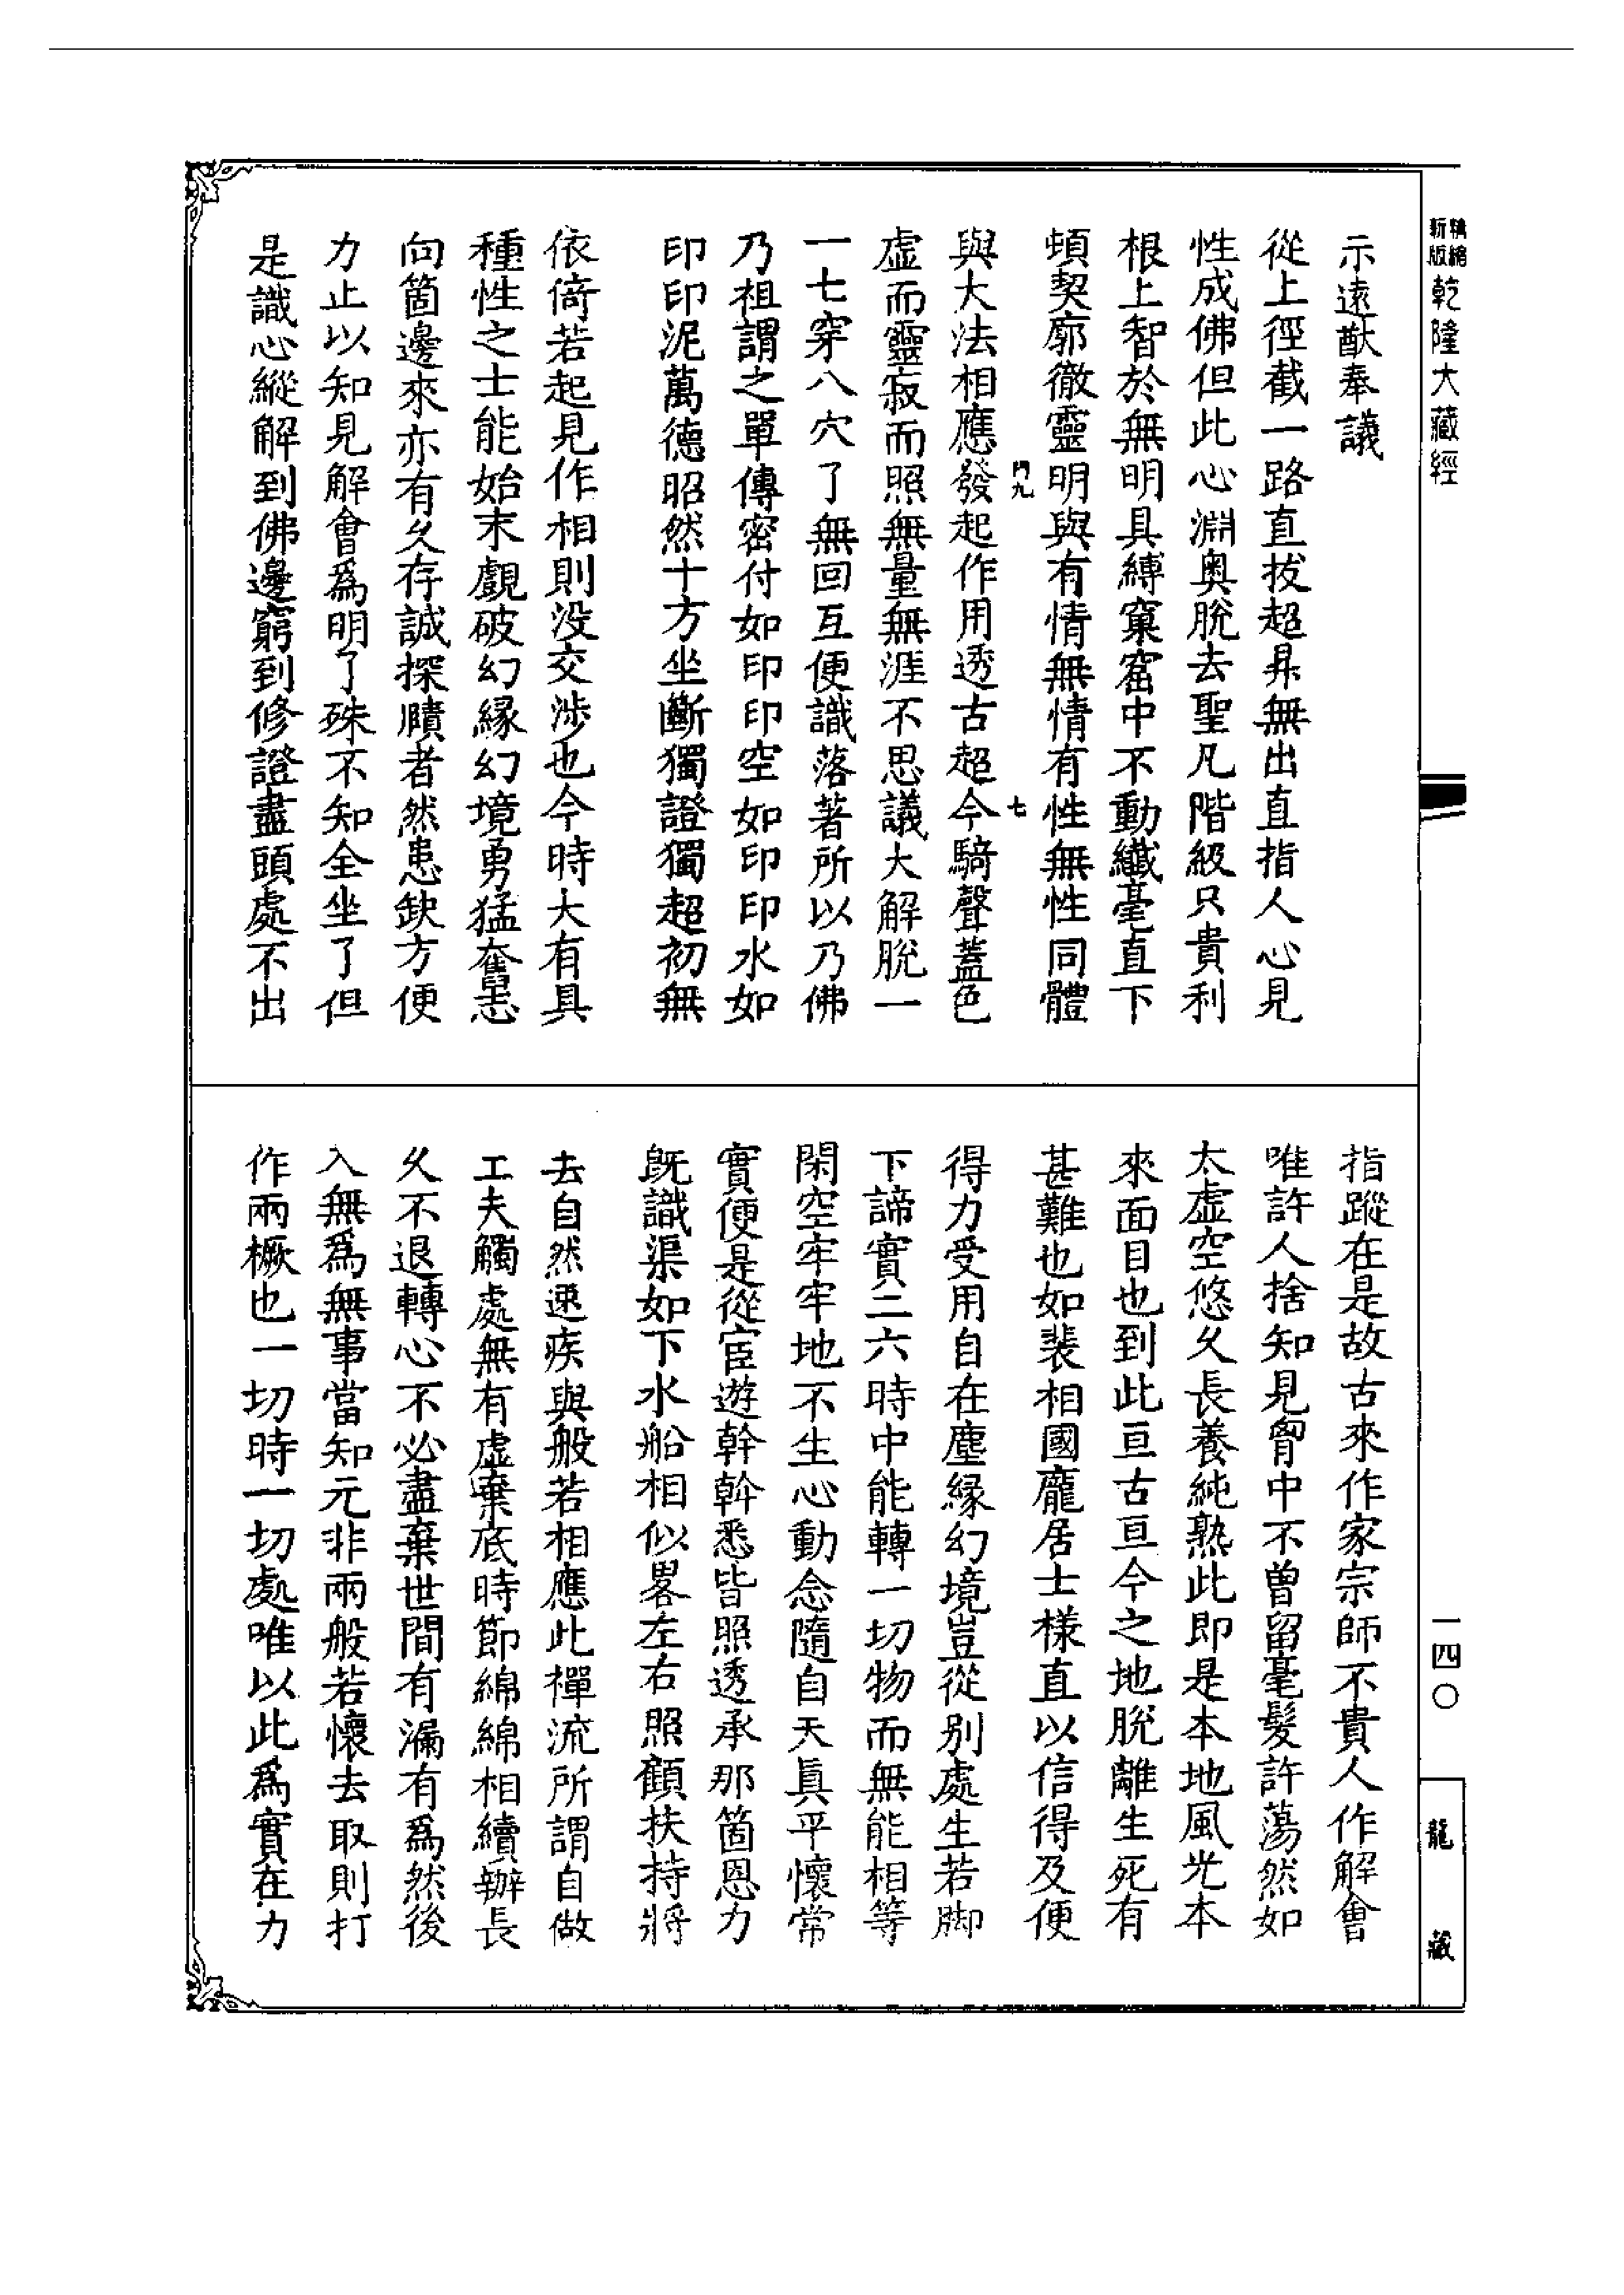 新版
精縮
乾隆大藏經
一四〇
龍藏
示遠猷奉議
從上徑截一路直拔超昇無出直指人心見
性成佛但此心淵奧脫去聖凡階級只貴利
根上智於無明具縛窠窟中不動纖毫直下
頓契廓徹靈明與有情無情有性無性同體
門九
七
與大法相應發起作用透古超今騎聲蓋色
虛而靈寂而照無量無涯不思議大解脫一
一七穿八穴了無回互便識落著所以乃佛
乃祖謂之單傳密付如印印空如印印水如
印印泥萬德昭然十方坐斷獨證獨超初無
依倚若起見作相則没交涉也今時大有具
種性之士能始末覷破幻緣幻境勇猛奮志
向箇邊來亦有久存誠探賾者然患缺方便
力止以知見解會爲明了殊不知全坐了但
是識心縱解到佛邊窮到修證盡頭處不出
指蹤在是故古來作家宗師不貴人作解會
唯許人捨知見胷中不曾留毫髮許蕩然如
太虛空悠久長養純熟此即是本地風光本
來面目也到此亘古亘今之地脫離生死有
甚難也如裴相國龐居士樣直以信得及便
得力受用自在塵緣幻境豈從別處生若脚
下諦實二六時中能轉一切物而無能相等
閑空牢牢地不生心動念隨自天真平懷常
實便是從宦遊幹幹悉皆照透承那箇恩力
旣識渠如下水船相似畧左右照顧扶持將
去自然速疾與般若相應此禪流所謂自做
工夫觸處無有虛棄底時節綿綿相續辦長
久不退轉心不必盡棄世間有漏有爲然後
入無爲無事當知元非兩般若懷去取則打
作兩橛也一切時一切處唯以此爲實在力